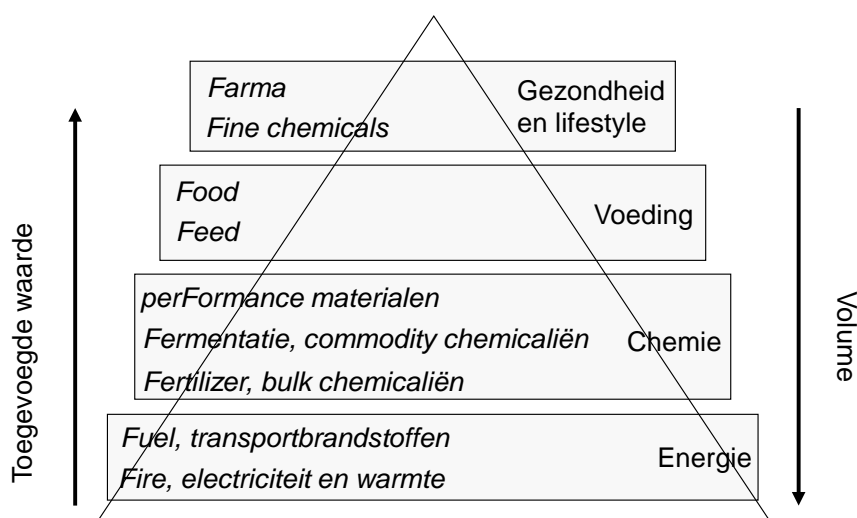 Farma
Fine chemicals
Gezondheid
en lifestyle
Food
Feed
Voeding
perFormance materialen
Fermentatie, commodity chemicaliën
Fertilizer, bulk chemicaliën
Chemie
Fuel, transportbrandstoffen
Fire, electriciteit en warmte
Energie
Toegevoegde waarde
Volume